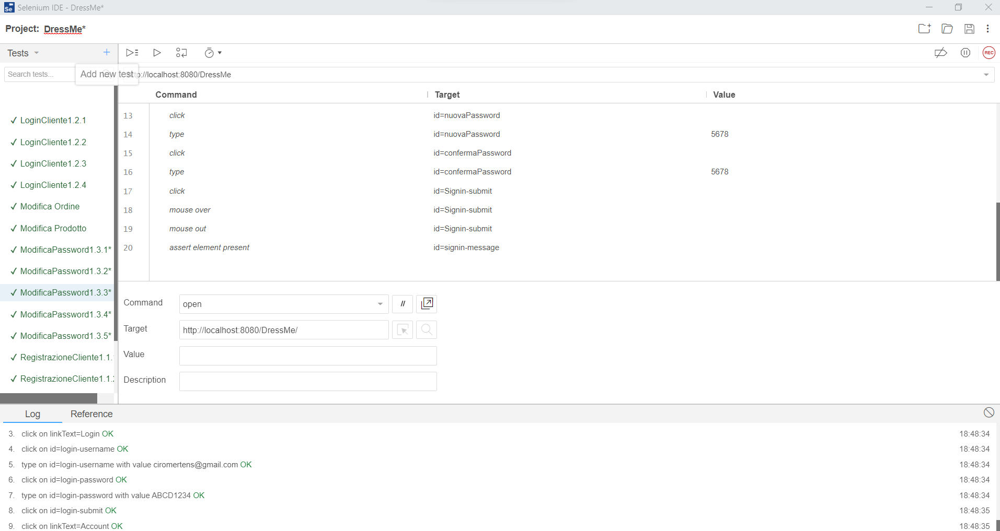 Selenium IDE - DressMe*
Project: DressMe*
Tests
Search tests...
Add new test
tp://localhost:8080/DressMe
Command Target Value
LoginCliente1.2.1
LoginCliente1.2.2
LoginCliente1.2.3
LoginCliente1.2.4
Modifica Ordine
Modifica Prodotto
ModificaPassword1.3.1*
ModificaPassword1.3.2*
ModificaPassword1.3.3*
ModificaPassword1.3.4*
ModificaPassword1.3.5*
RegistrazioneCliente1.1.
RegistrazioneCliente1.1.2
13 click id=nuovaPassword
14 type id=nuovaPassword 5678
15 click id=confermaPassword
16 type id=confermaPassword 5678
17 click id=Signin-submit
18 mouse over id=Signin-submit
19 mouse out id=Signin-submit
20 assert element present id=signin-message
Command open //
Target http://localhost:8080/DressMe/
Value
Description
REC
Log Reference
3. click on linkText=Login OK 18:48:34
4. click on id=login-username OK 18:48:34
5. type on id=login-username with value ciromertens@gmail.com OK 18:48:34
6. click on id=login-password OK 18:48:34
7. type on id=login-password with value ABCD1234 OK 18:48:34
8. click on id=login-submit OK 18:48:35
9. click on linkText=Account OK 18:48:35